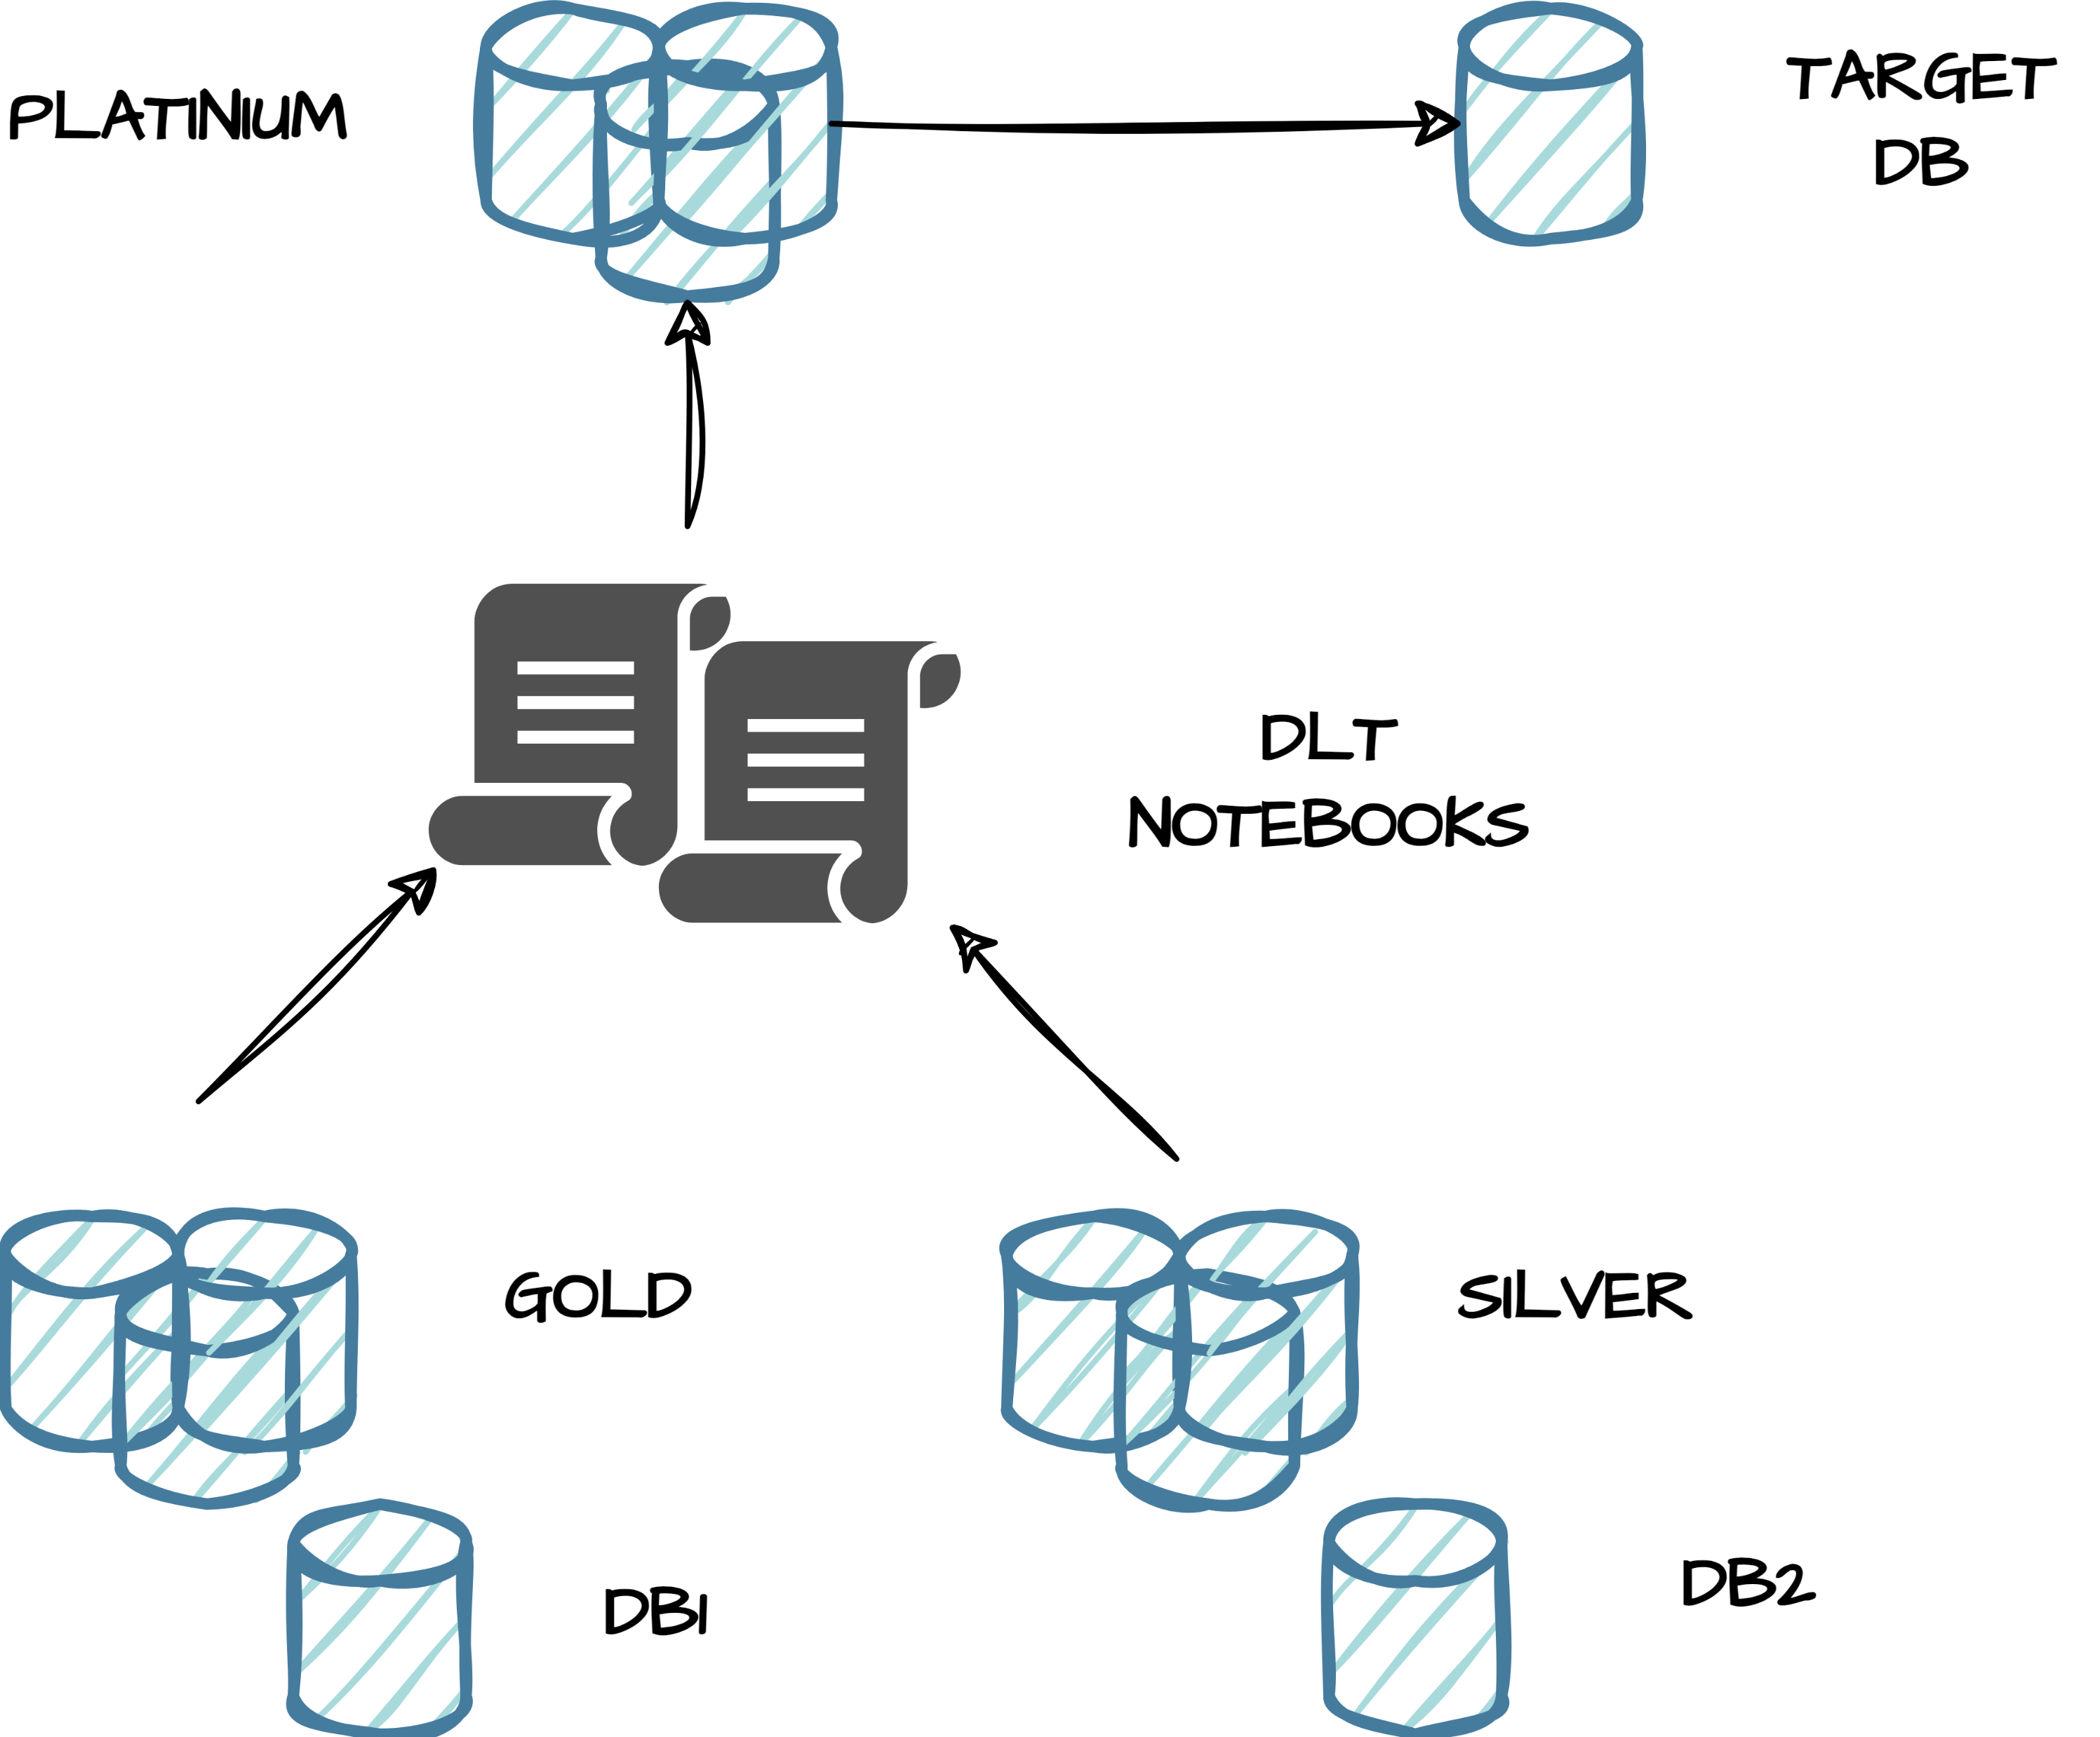 PLATINIUM
TARGET
DB
DLT
NOTEBOOKS
GOLD
SILVER
DB1
DB2